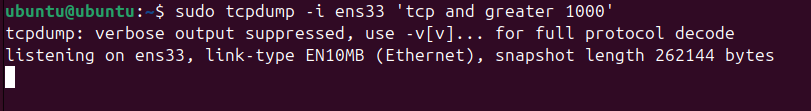 ubuntu@ubuntu:~$ sudo tcpdump -i ens33 'tcp and greater 1000'
tcpdump: verbose output suppressed, use -v[v]... for full protocol decode
listening on ens33, link-type EN10MB (Ethernet), snapshot length 262144 bytes